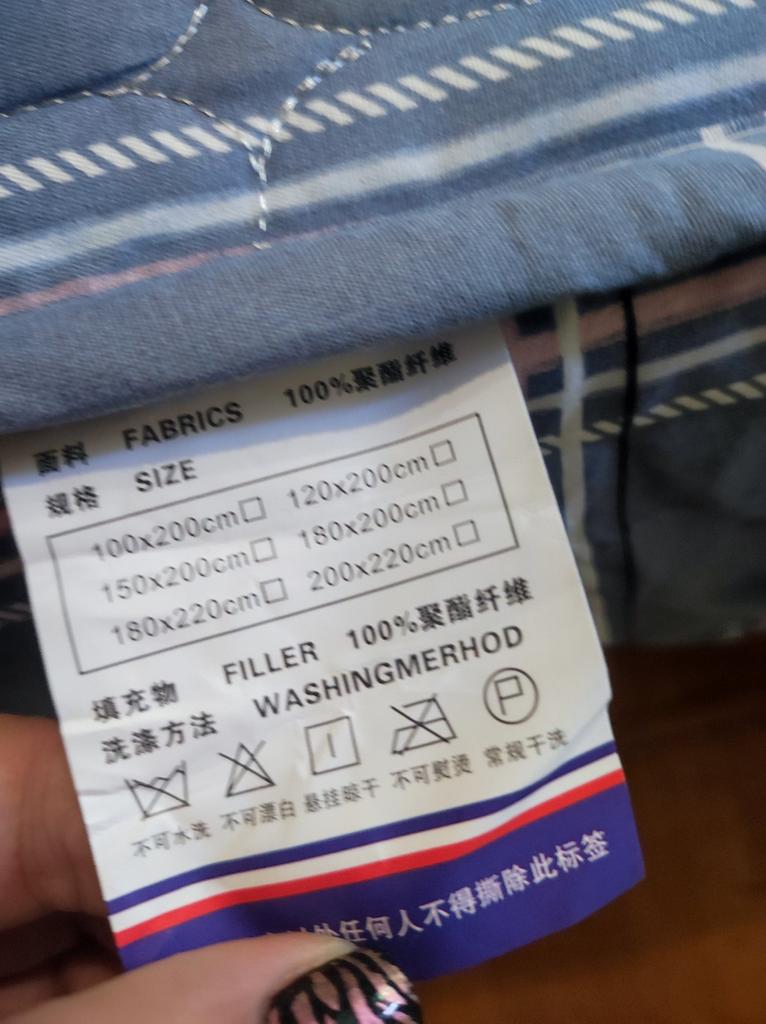 面料 FABRICS 100%聚酯纤维
规格 SIZE
100x200cm□ 120x200cm□
150x200cm□ 180x200cm□
180x220cm□ 200x220cm□
填充物 FILLER 100%聚酯纤维
洗涤方法 WASHINGMERHOD
P
不可水洗 不可漂白 悬挂晾干 不可熨烫 常规干洗
任何人不得撕除此标签